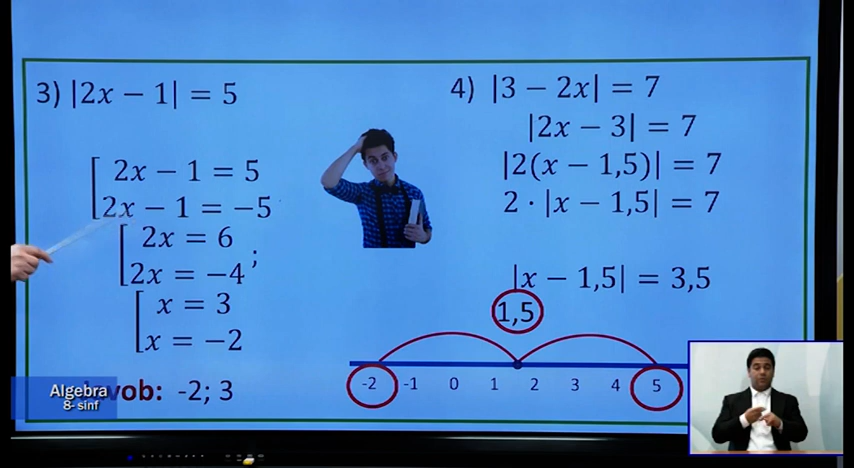 3) |2x − 1| = 5
2x − 1 = 5
2x − 1 = −5
2x = 6
2x = −4 ;
x = 3
x = −2
-2; 3
4) |3 − 2x| = 7
|2x − 3| = 7
|2(x − 1,5)| = 7
2 · |x − 1,5| = 7
|x − 1,5| = 3,5
1,5
-2 -1 0 1 2 3 4 5
Algebra
8- sinf